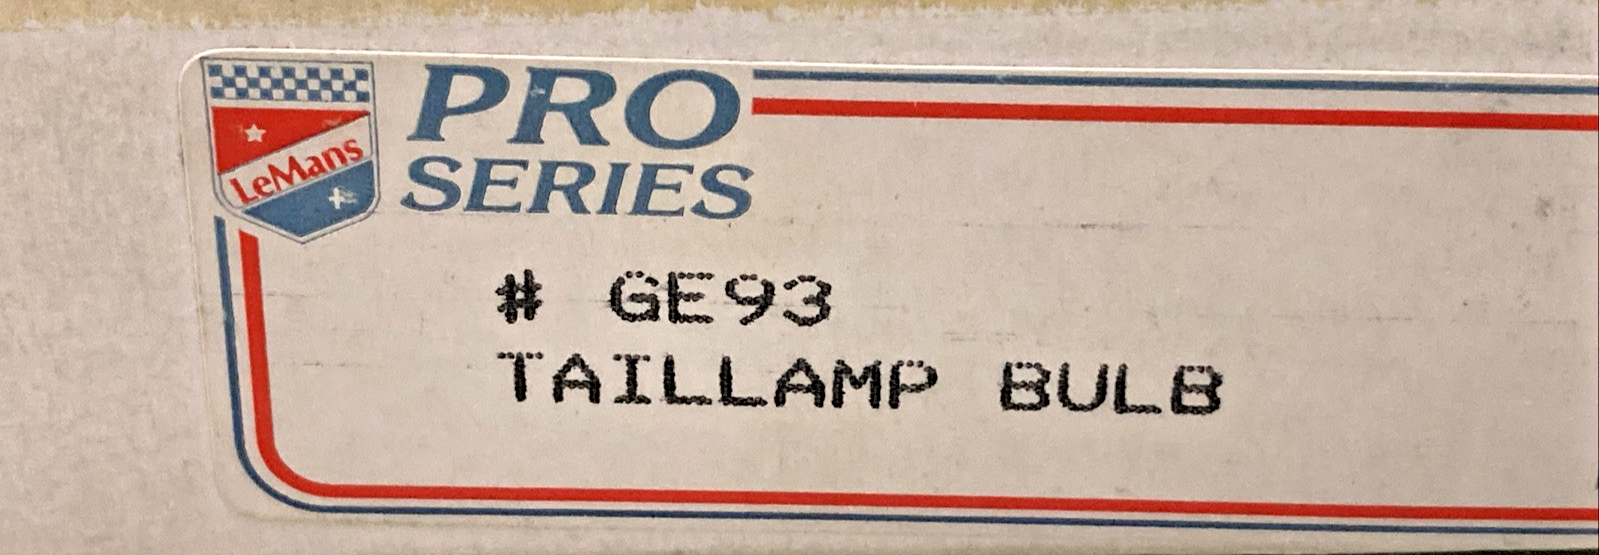 LeMans
PRO
SERIES
# GE93
TAILLAMP BULB